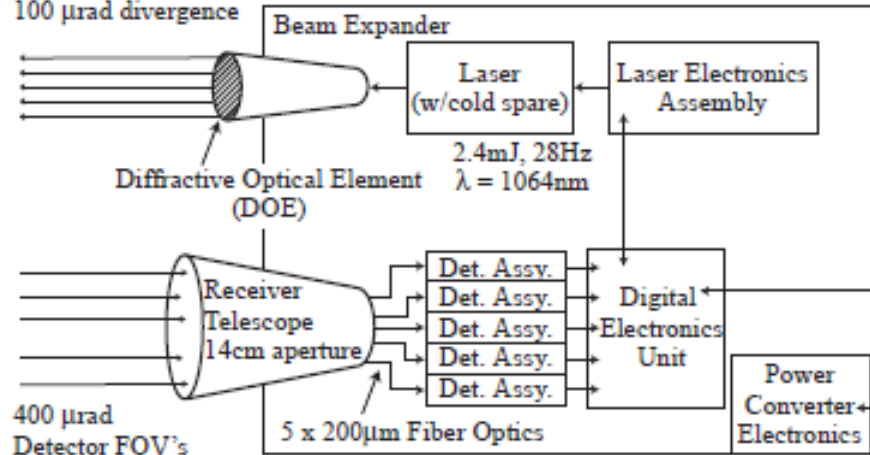 100 μrad divergence
Beam Expander
Laser
(w/cold spare)
Laser Electronics
Assembly
2.4mJ, 28Hz
λ = 1064nm
Diffractive Optical Element
(DOE)
Receiver
Telescope
14cm aperture
Det. Assy.
Det. Assy.
Det. Assy.
Det. Assy.
Det. Assy.
Digital
Electronics
Unit
Power
Converter
Electronics
400 μrad
Detector FOV's
5 x 200μm Fiber Optics